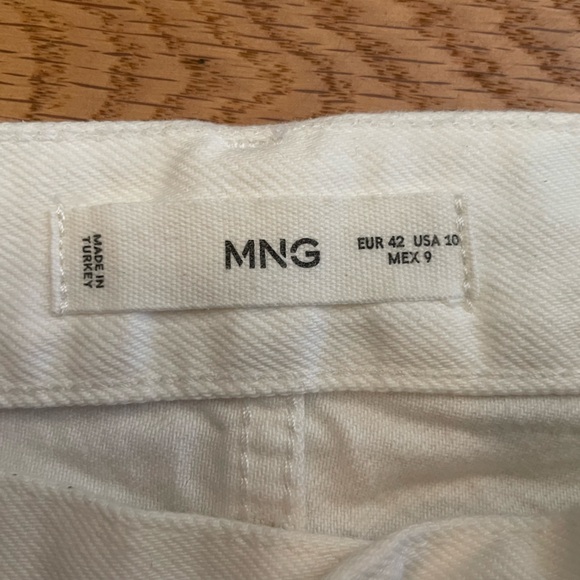 MADE IN
TURKEY
MNG
EUR 42 USA 10
MEX 9